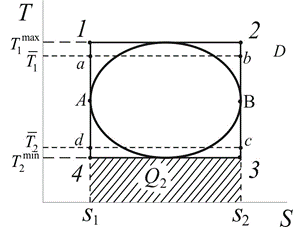 T
1 2
T₁ᵐᵃˣ
T̅₁ a b D
A B
T̅₂ d c
T₂ᵐⁱⁿ
4 Q₂ 3
s₁ s₂ S